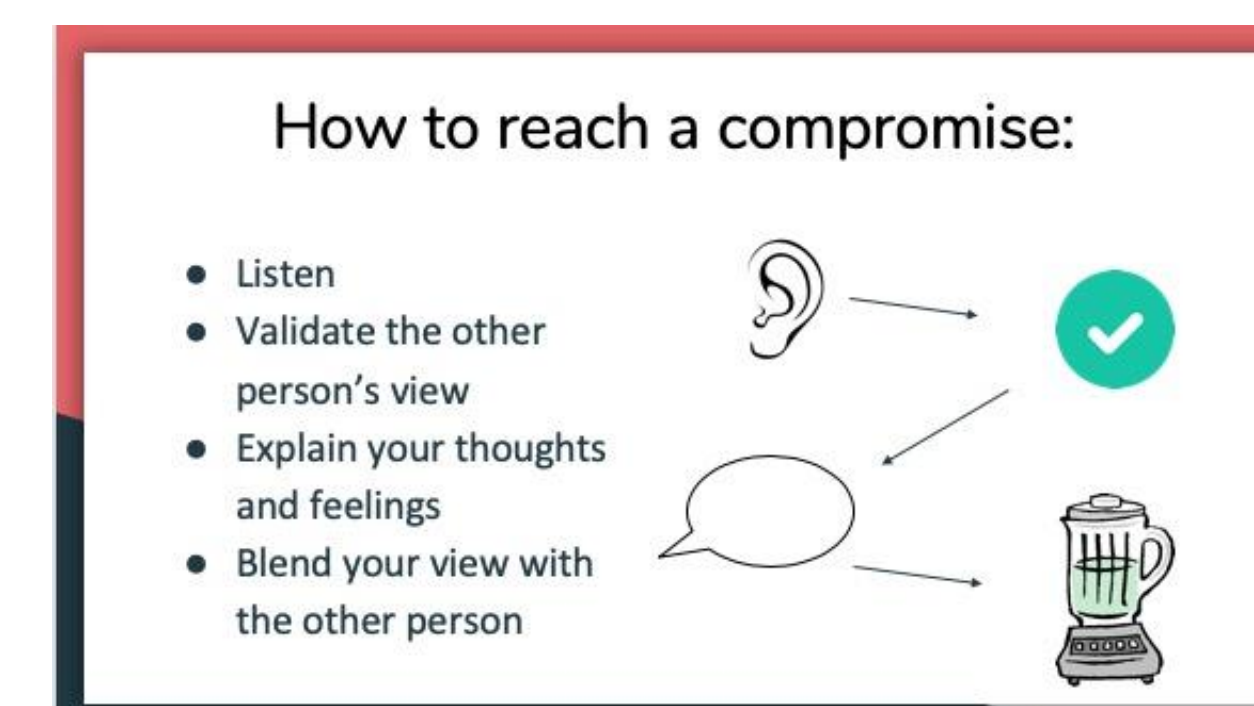 How to reach a compromise:
● Listen
● Validate the other
person's view
● Explain your thoughts
and feelings
● Blend your view with
the other person